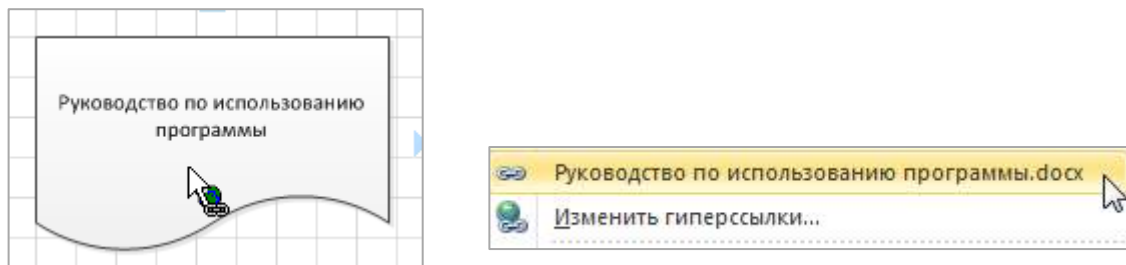 Руководство по использованию
программы
Руководство по использованию программы.docx
Изменить гиперссылки...